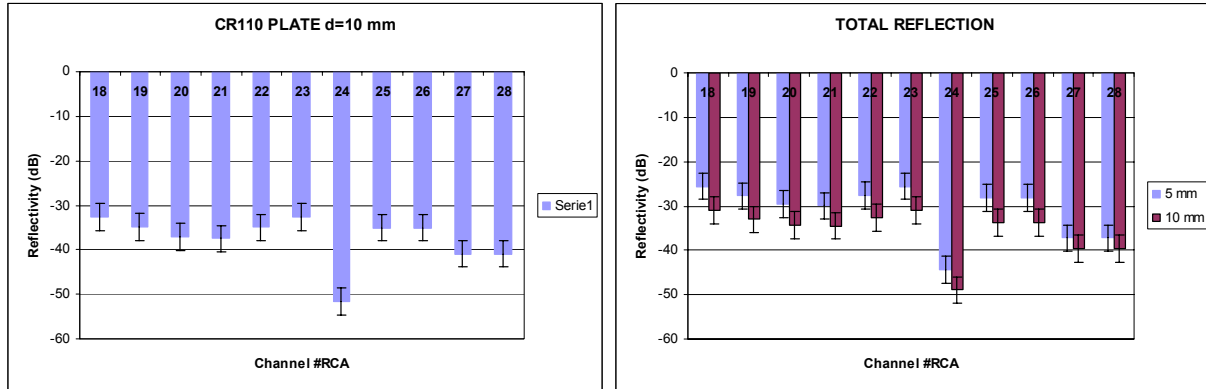 CR110 PLATE d=10 mm
0
-10
-20
-30
-40
-50
-60
Reflectivity (dB)
18 19 20 21 22 23 24 25 26 27 28
Channel #RCA
Serie1
TOTAL REFLECTION
0
-10
-20
-30
-40
-50
-60
Reflectivity (dB)
18 19 20 21 22 23 24 25 26 27 28
Channel #RCA
5 mm
10 mm